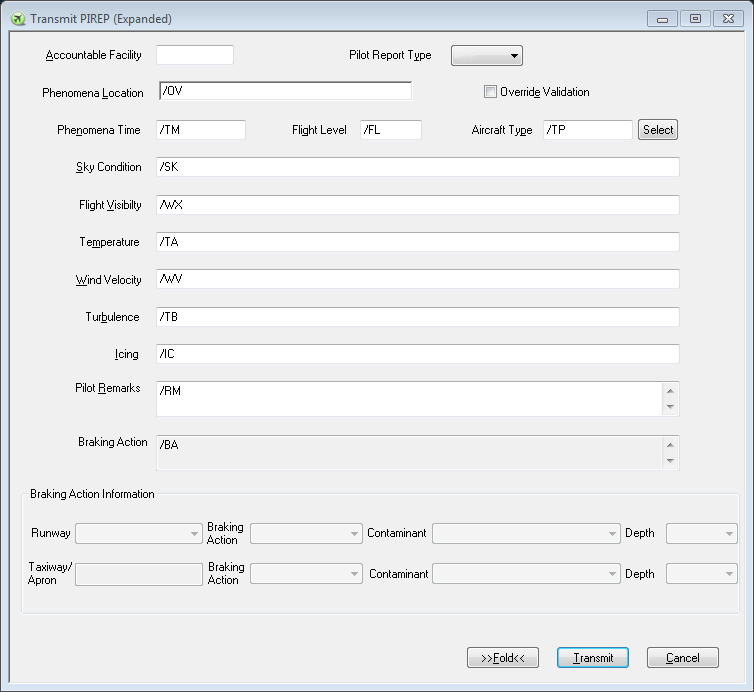 Transmit PIREP (Expanded)
Accountable Facility Pilot Report Type
Phenomena Location /OV Override Validation
Phenomena Time /TM Flight Level /FL Aircraft Type /TP Select
Sky Condition /SK
Flight Visibilty /WX
Temperature /TA
Wind Velocity /WV
Turbulence /TB
Icing /IC
Pilot Remarks /RM
Braking Action /BA
Braking Action Information
Runway Braking Action Contaminant Depth
Taxiway/ Apron Braking Action Contaminant Depth
>>Fold<< Transmit Cancel